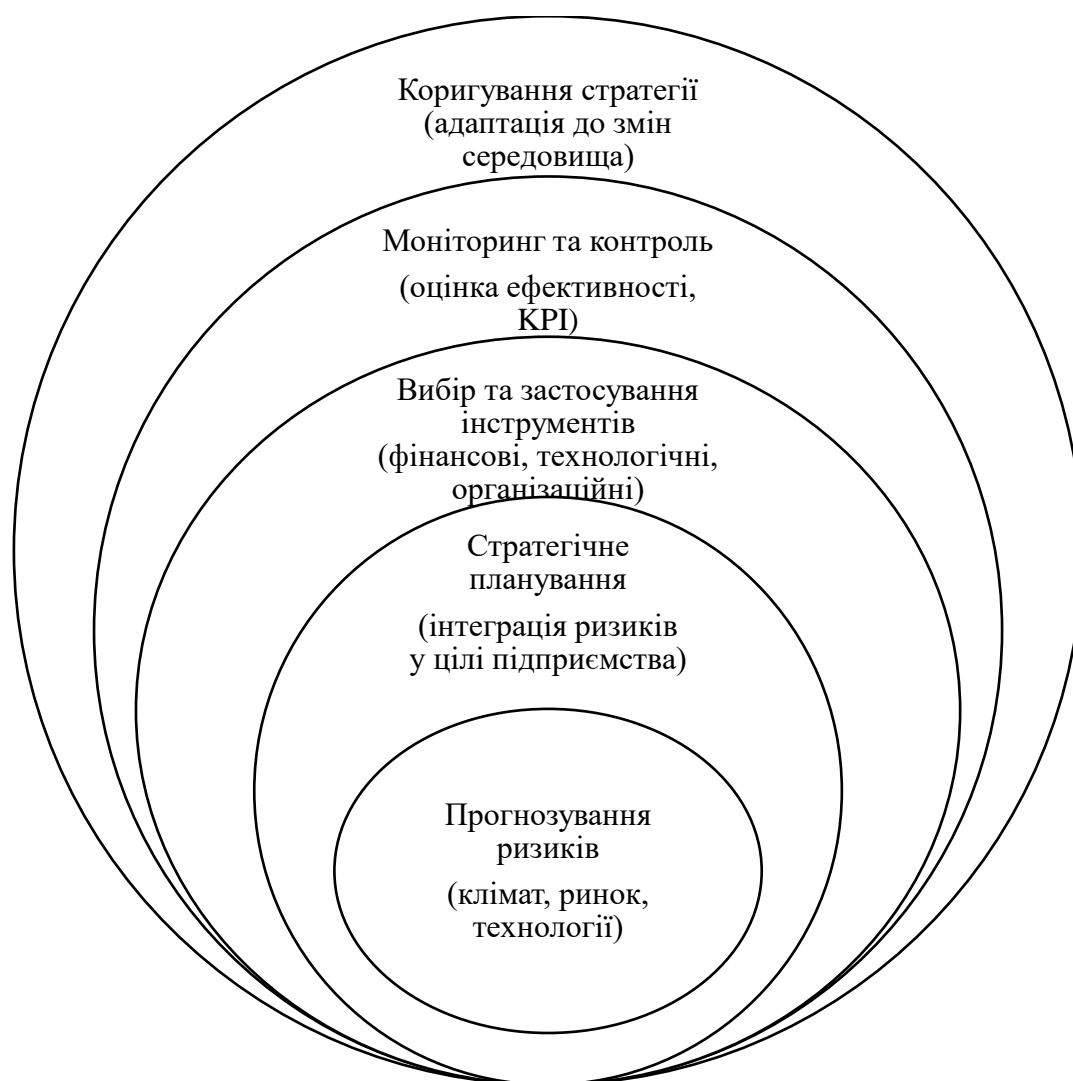 Коригування стратегії
(адаптація до змін
середовища)
Моніторинг та контроль
(оцінка ефективності,
KPI)
Вибір та застосування
інструментів
(фінансові, технологічні,
організаційні)
Стратегічне
планування
(інтеграція ризиків
у цілі підприємства)
Прогнозування
ризиків
(клімат, ринок,
технології)